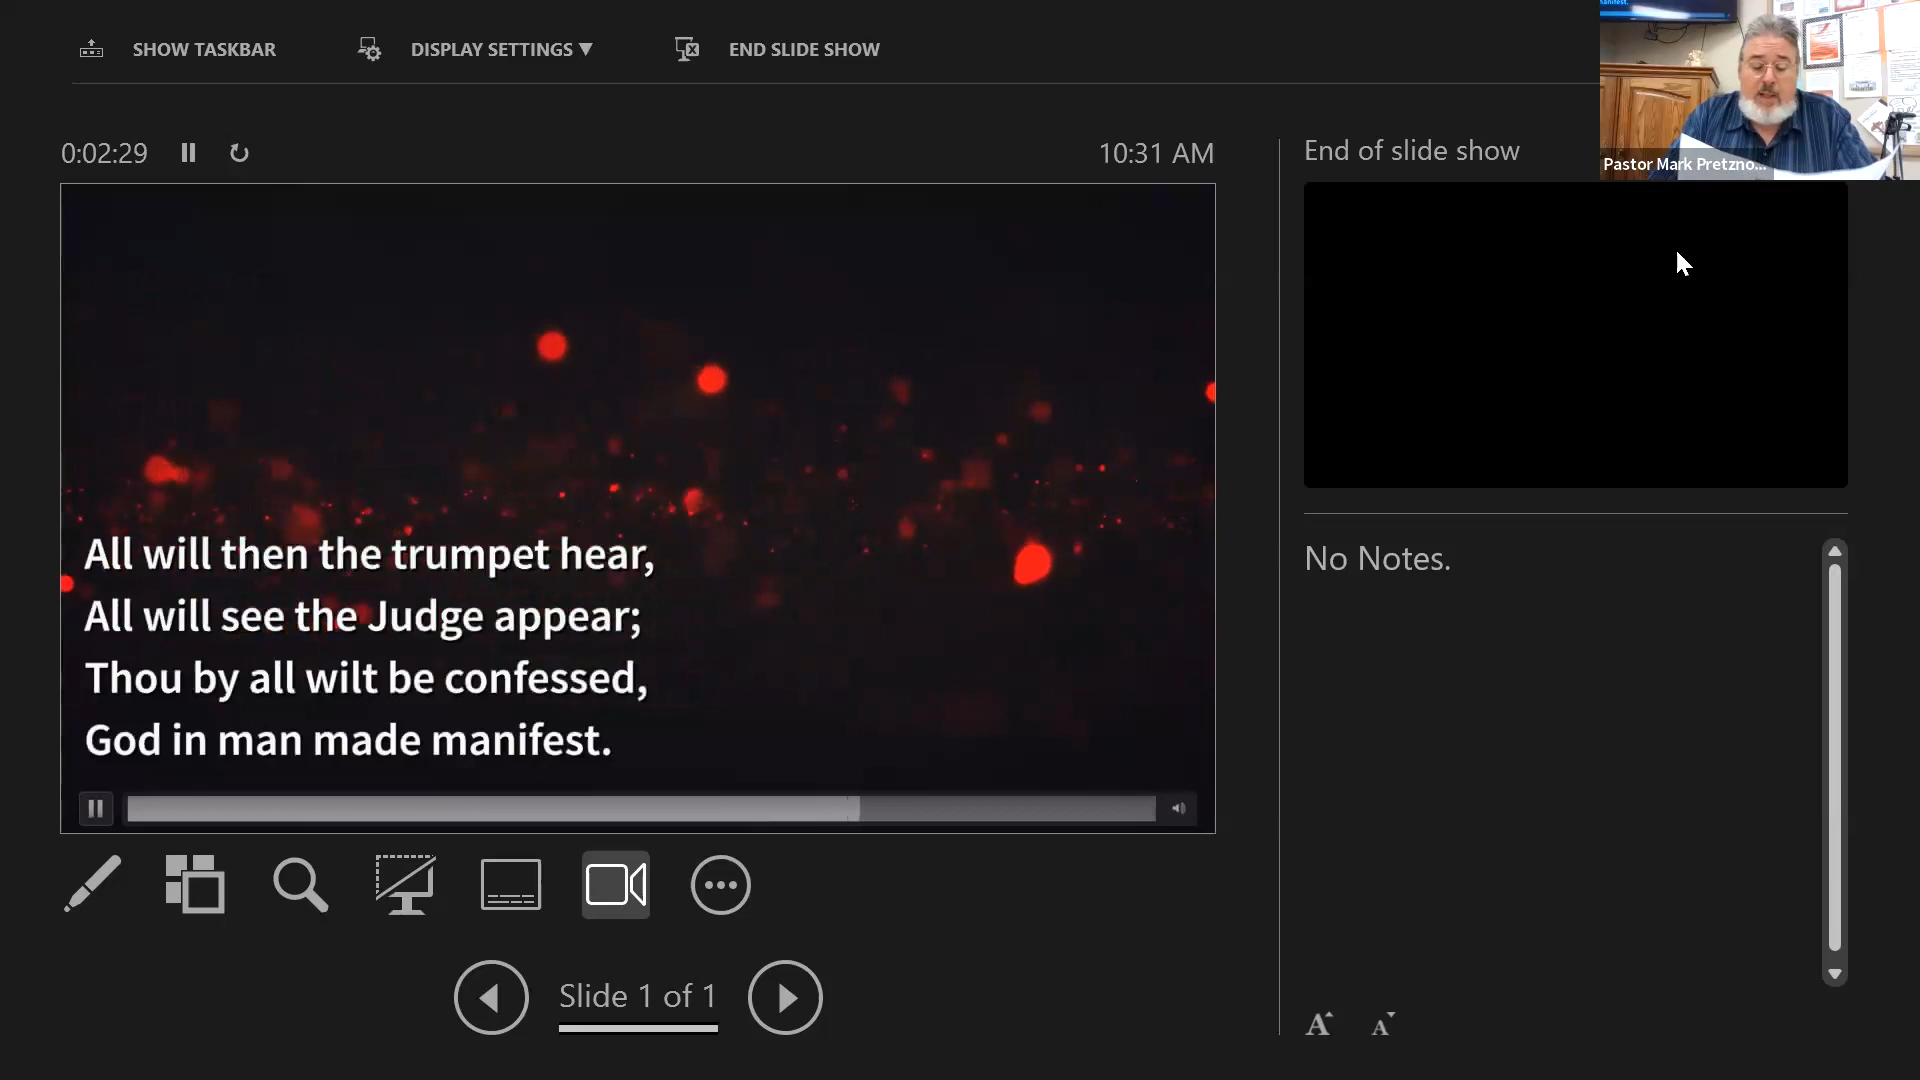 SHOW TASKBAR
DISPLAY SETTINGS ▼
END SLIDE SHOW
0:02:29
10:31 AM
End of slide show
manifest.
Pastor Mark Pretzno...
All will then the trumpet hear,
All will see the Judge appear;
Thou by all wilt be confessed,
God in man made manifest.
No Notes.
Slide 1 of 1
A
A